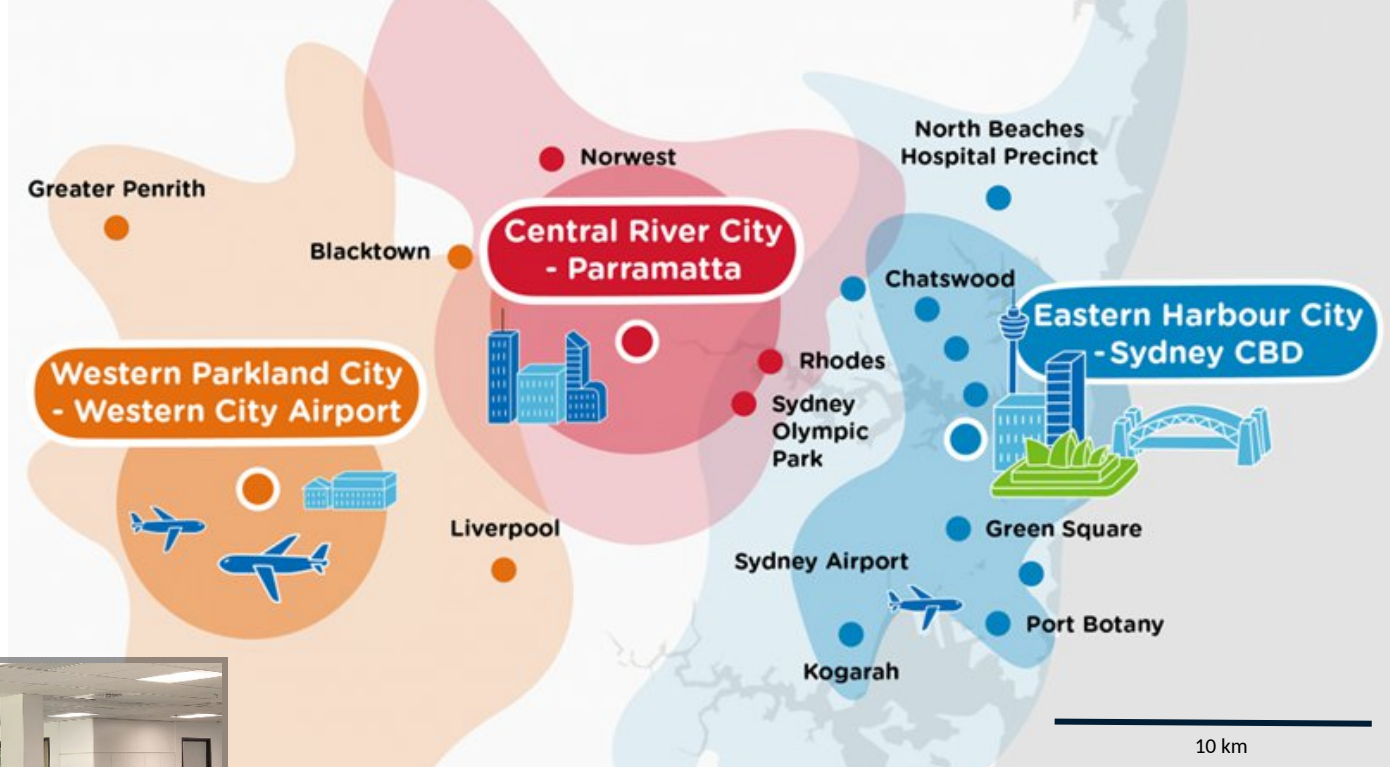 North Beaches
Hospital Precinct
Norwest
Greater Penrith
Central River City
- Parramatta
Blacktown
Chatswood
Eastern Harbour City
- Sydney CBD
Rhodes
Western Parkland City
- Western City Airport
Sydney
Olympic
Park
Liverpool
Green Square
Sydney Airport
Port Botany
Kogarah
10 km